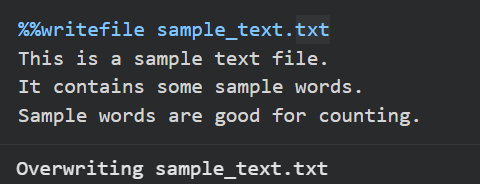 %%writefile sample_text.txt
This is a sample text file.
It contains some sample words.
Sample words are good for counting.
Overwriting sample_text.txt